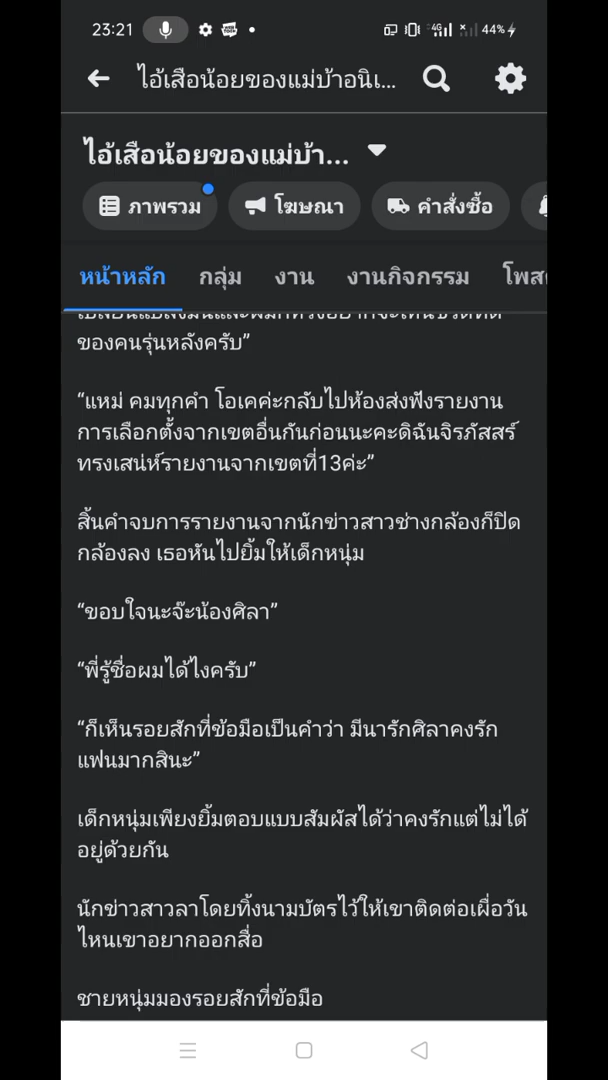 23:21
4G
44%
ไอ้เสือน้อยของแม่บ้าอนิเ...
ไอ้เสือน้อยของแม่บ้า...
ภาพรวม
โฆษณา
คำสั่งซื้อ
หน้าหลัก
กลุ่ม
งาน
งานกิจกรรม
ของคนรุ่นหลังครับ”
“แหม่ คมทุกคำ โอเคค่ะกลับไปห้องส่งฟังรายงาน
การเลือกตั้งจากเขตอื่นกันก่อนนะคะดิฉันจิรภัสสร์
ทรงเสน่ห์รายงานจากเขตที่13ค่ะ”
สิ้นคำจบการรายงานจากนักข่าวสาวช่างกล้องก็ปิด
กล้องลง เธอหันไปยิ้มให้เด็กหนุ่ม
“ขอบใจนะจ๊ะน้องศิลา”
“พี่รู้ชื่อผมได้ไงครับ”
“ก็เห็นรอยสักที่ข้อมือเป็นคำว่า มีนารักศิลาคงรัก
แฟนมากสินะ”
เด็กหนุ่มเพียงยิ้มตอบแบบสัมผัสได้ว่าคงรักแต่ไม่ได้
อยู่ด้วยกัน
นักข่าวสาวลาโดยทิ้งนามบัตรไว้ให้เขาติดต่อเผื่อวัน
ไหนเขาอยากออกสื่อ
ชายหนุ่มมองรอยสักที่ข้อมือ